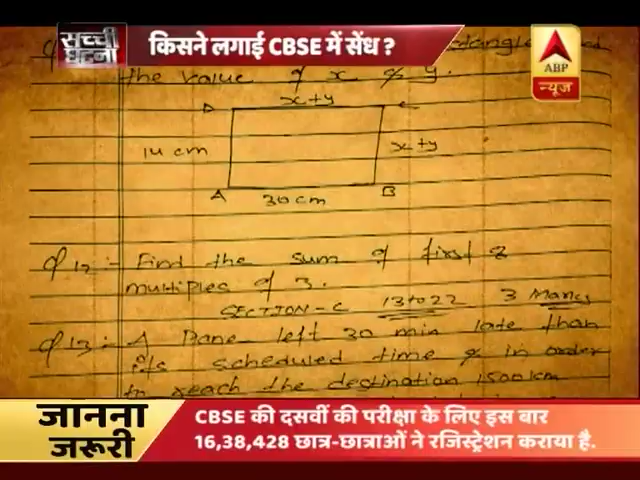 सच्ची घटना
किसने लगाई CBSE में सेंध ?
ABP
न्यूज़
the value of x & y.
D x+y C
14 cm x+y
A 30 cm B
Q 12:- Find the sum of first 8
multiples of 3.
SECTION-C 13 to 22 3 Marks
Q 13:- A Plane left 30 min late than
its scheduled time & in order
to reach the destination 1500 km
जानना
ज़रूरी
CBSE की दसवीं की परीक्षा के लिए इस बार
16,38,428 छात्र-छात्राओं ने रजिस्ट्रेशन कराया है.